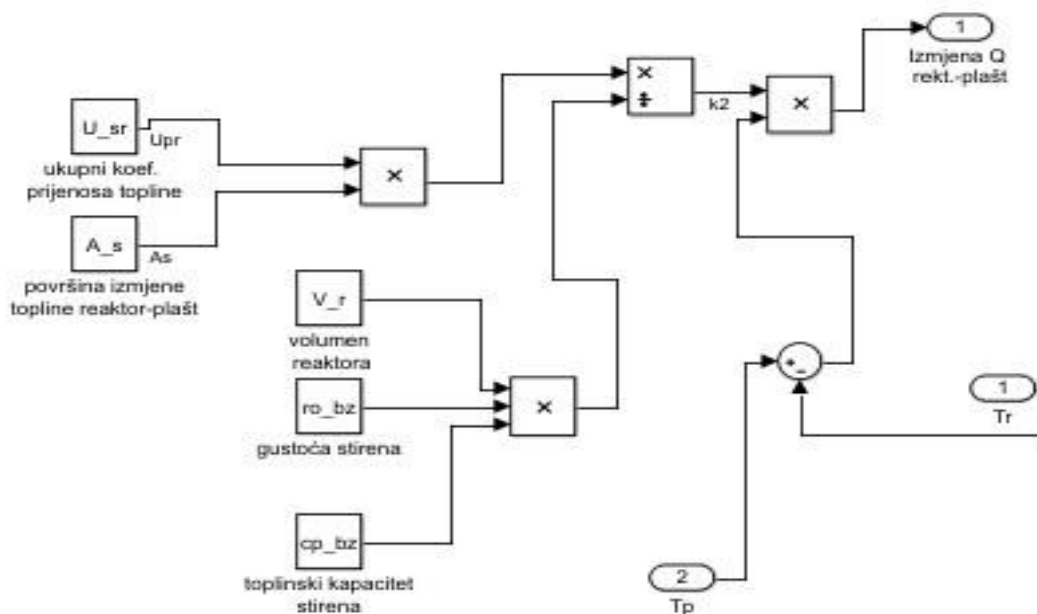 1
Izmjena Q
rekt.-plašt
×
÷
k2
×
U_sr
Upr
ukupni koef.
prijenosa topline
×
A_s
As
površina izmjene
topline reaktor-plašt
V_r
volumen
reaktora
ro_bz
gustoća stirena
×
cp_bz
toplinski kapacitet
stirena
+
-
1
Tr
2
Tp